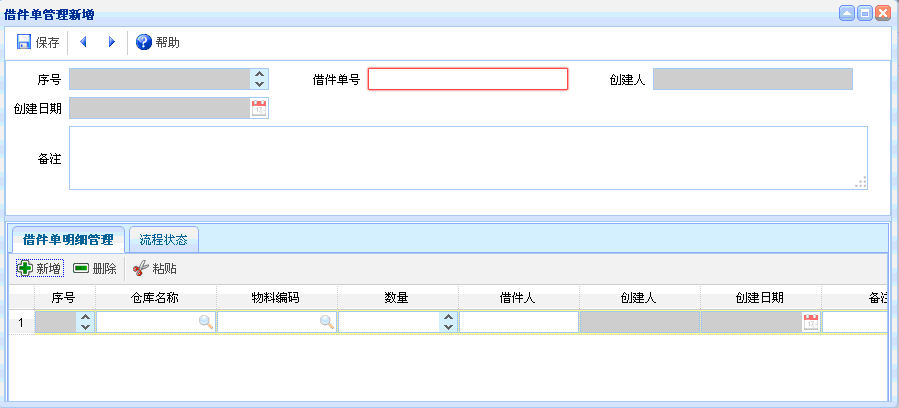 借件单管理新增
保存 帮助
序号 借件单号 创建人
创建日期
备注
借件单明细管理 流程状态
新增 删除 粘贴
序号 仓库名称 物料编码 数量 借件人 创建人 创建日期 备注
1